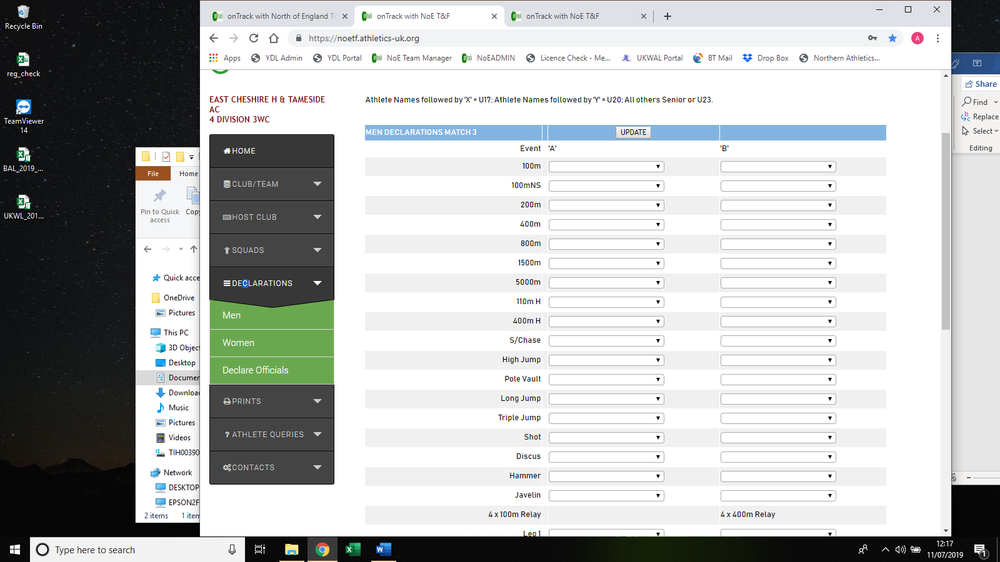 Recycle Bin
reg_check
TeamViewer
14
BAL_2019_...
UKWL_201...
File
Home
Pin to Quick
access
Copy
Quick acce
OneDrive
Pictures
This PC
3D Object
Desktop
Documen
Downloa
Music
Pictures
Videos
TIH00390
Network
DESKTOP
EPSON2F
2 items
1 item
onTrack with North of England T&
onTrack with NoE T&F
onTrack with NoE T&F
https://noetf.athletics-uk.org
A
Apps
YDL Admin
YDL Portal
NoE Team Manager
NoEADMIN
Licence Check - Me...
UKWAL Portal
BT Mail
Drop Box
Northern Athletics...
EAST CHESHIRE H & TAMESIDE
AC
4 DIVISION 3WC
HOME
CLUB/TEAM
HOST CLUB
SQUADS
DECLARATIONS
Men
Women
Declare Officials
PRINTS
? ATHLETE QUERIES
CONTACTS
Athlete Names followed by 'X' = U17; Athlete Names followed by 'Y' = U20; All others Senior or U23.
MEN DECLARATIONS MATCH 3 UPDATE
Event 'A' 'B'
100m
100mNS
200m
400m
800m
1500m
5000m
110m H
400m H
S/Chase
High Jump
Pole Vault
Long Jump
Triple Jump
Shot
Discus
Hammer
Javelin
4 x 100m Relay 4 x 400m Relay
Leg 1
Share
Find
Replace
Select
Editing
Type here to search
12:17
11/07/2019
1